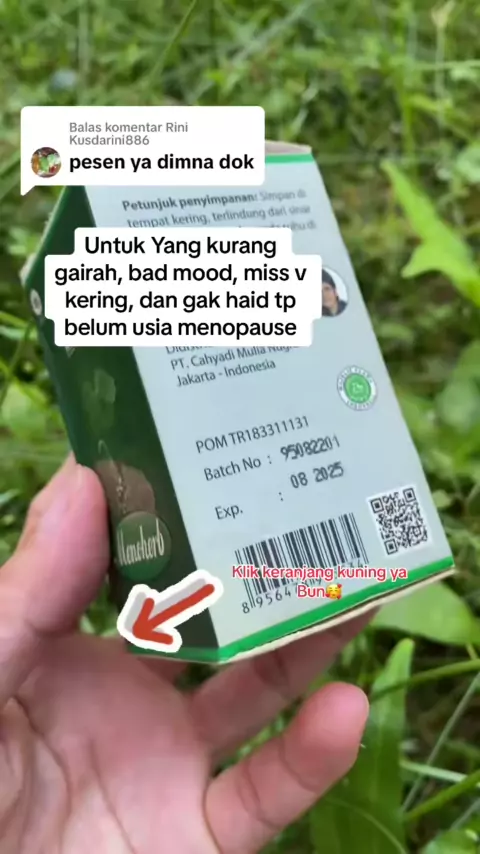 Balas komentar Rini
Kusdarini886
pesen ya dimna dok
Petunjuk penyimpanan: Simpan di
tempat kering, terlindung dari sinar
Untuk Yang kurang
gairah, bad mood, miss v
kering, dan gak haid tp
belum usia menopause
PT. Cahyadi Mulia
Jakarta - Indonesia
POM TR183311131
Batch No : 95082201
Exp. : 08 2025
Meneherb
Klik keranjang kuning ya
Bun🥰